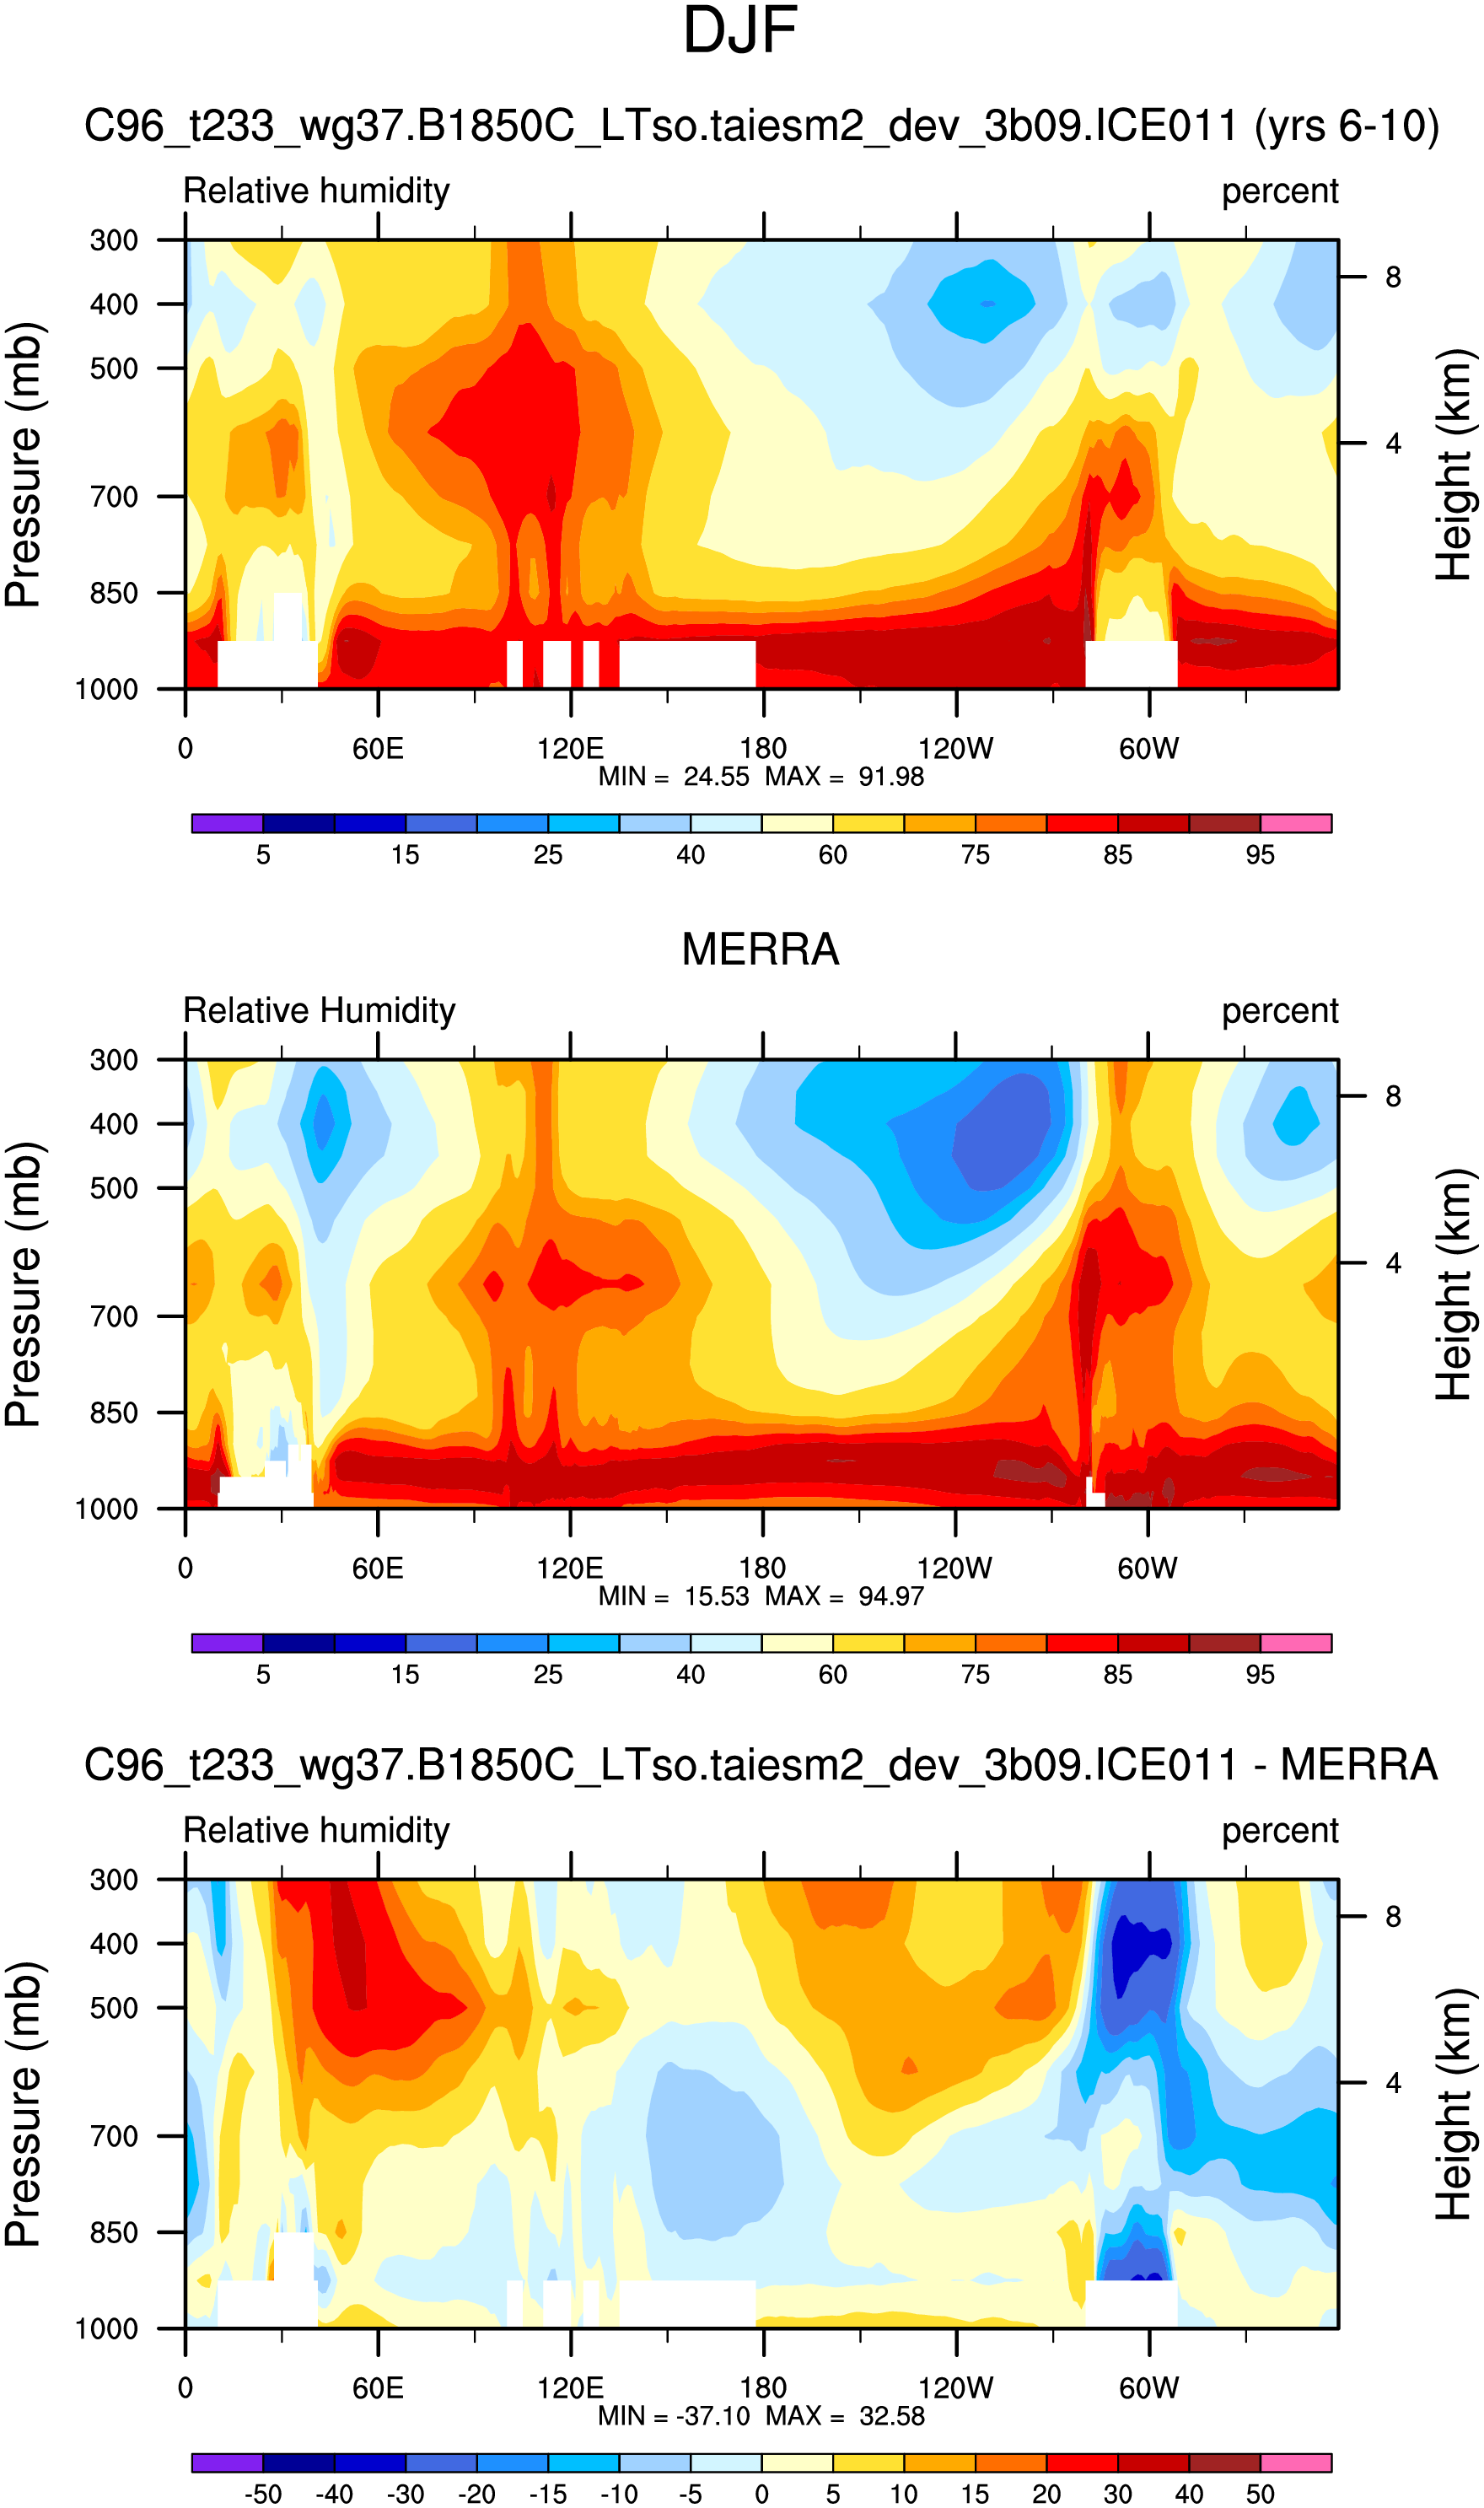 DJF
C96_t233_wg37.B1850C_LTso.taiesm2_dev_3b09.ICE011 (yrs 6-10)
Relative humidity percent
300
400
500
700
850
1000
Pressure (mb)
8
4
Height (km)
0 60E 120E 180 120W 60W
MIN = 24.55 MAX = 91.98
5 15 25 40 60 75 85 95
MERRA
Relative Humidity percent
300
400
500
700
850
1000
Pressure (mb)
8
4
Height (km)
0 60E 120E 180 120W 60W
MIN = 15.53 MAX = 94.97
5 15 25 40 60 75 85 95
C96_t233_wg37.B1850C_LTso.taiesm2_dev_3b09.ICE011 - MERRA
Relative humidity percent
300
400
500
700
850
1000
Pressure (mb)
8
4
Height (km)
0 60E 120E 180 120W 60W
MIN = -37.10 MAX = 32.58
-50 -40 -30 -20 -15 -10 -5 0 5 10 15 20 30 40 50